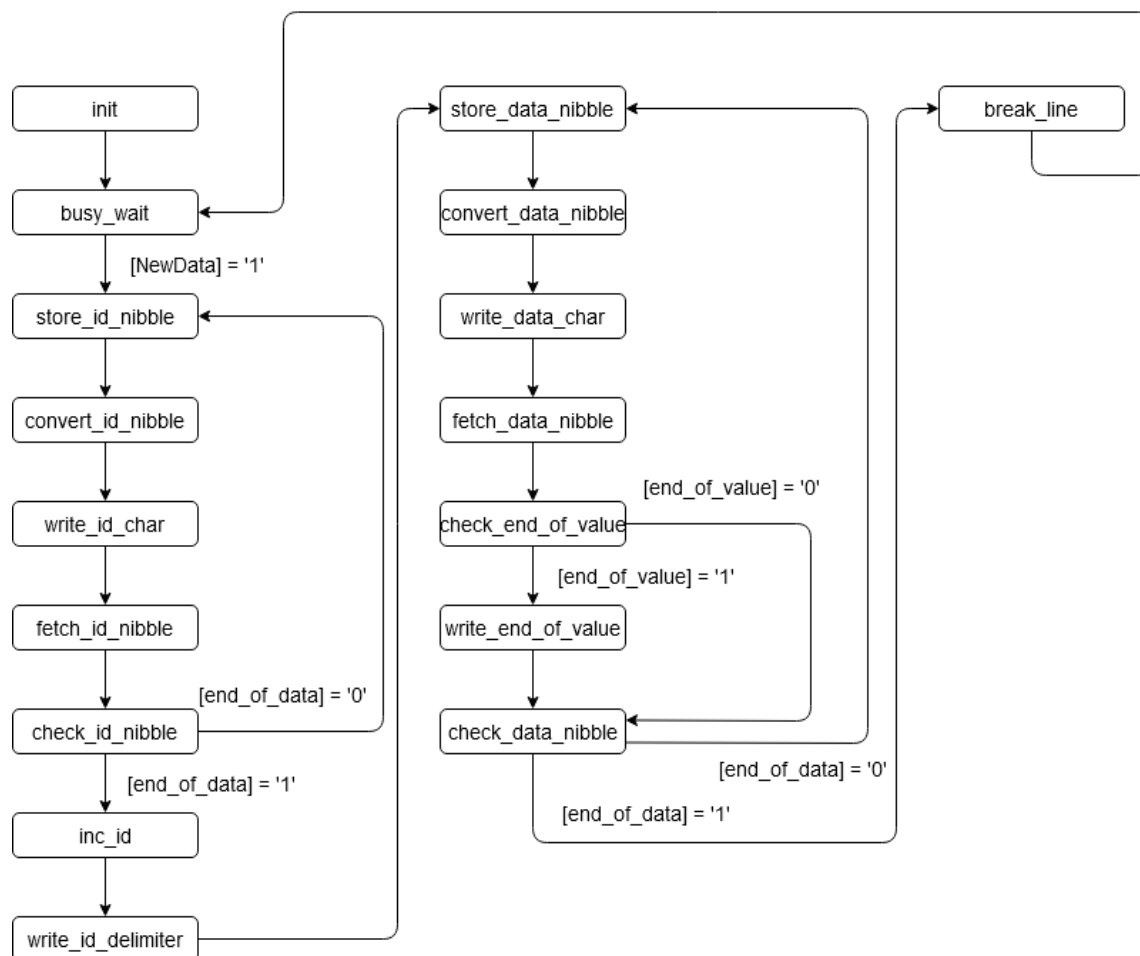 init
busy_wait
[NewData] = '1'
store_id_nibble
convert_id_nibble
write_id_char
fetch_id_nibble
[end_of_data] = '0'
check_id_nibble
[end_of_data] = '1'
inc_id
write_id_delimiter
store_data_nibble
convert_data_nibble
write_data_char
fetch_data_nibble
[end_of_value] = '0'
check_end_of_value
[end_of_value] = '1'
write_end_of_value
check_data_nibble
[end_of_data] = '0'
[end_of_data] = '1'
break_line